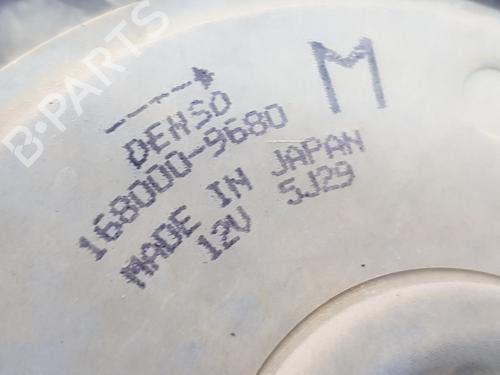 B-PARTS
M
DENSO
168000-9680
MADE IN JAPAN
12V 5J29